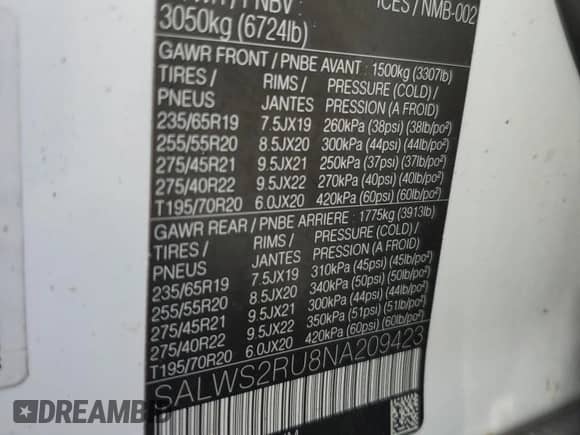 3050kg (6724lb)
ICES / NMB-002
GAWR FRONT / PNBE AVANT : 1500kg (3307lb)
TIRES / RIMS / PRESSURE (COLD) /
PNEUS JANTES PRESSION (A FROID)
235/65R19 7.5JX19 260kPa (38psi) (38lb/po²)
255/55R20 8.5JX20 300kPa (44psi) (44lb/po²)
275/45R21 9.5JX21 250kPa (37psi) (37lb/po²)
275/40R22 9.5JX22 270kPa (40psi) (40lb/po²)
T195/70R20 6.0JX20 420kPa (60psi) (60lb/po²)
GAWR REAR / PNBE ARRIERE : 1775kg (3913lb)
TIRES / RIMS / PRESSURE (COLD) /
PNEUS JANTES PRESSION (A FROID)
235/65R19 7.5JX19 310kPa (45psi) (45lb/po²)
255/55R20 8.5JX20 340kPa (50psi) (50lb/po²)
275/45R21 9.5JX21 300kPa (44psi) (44lb/po²)
275/40R22 9.5JX22 350kPa (51psi) (51lb/po²)
T195/70R20 6.0JX20 420kPa (60psi) (60lb/po²)
SALWS2RU8NA209423
DREAMBID